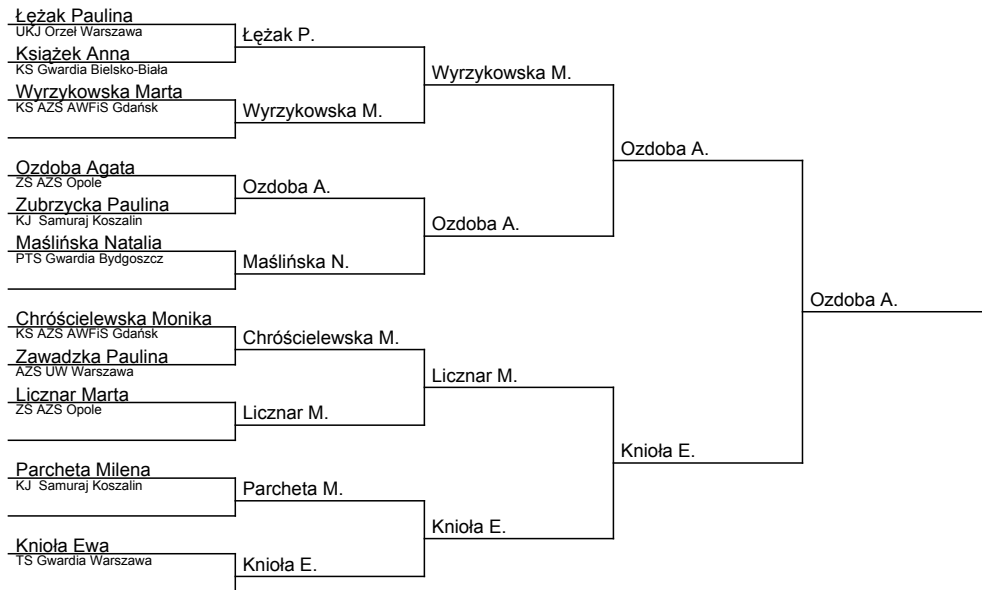 Łężak Paulina
UKJ Orzeł Warszawa
Łężak P.
Książek Anna
KS Gwardia Bielsko-Biała
Wyrzykowska M.
Wyrzykowska Marta
KS AZS AWFiS Gdańsk
Wyrzykowska M.
Ozdoba A.
Ozdoba Agata
ZS AZS Opole
Ozdoba A.
Zubrzycka Paulina
KJ  Samuraj Koszalin
Ozdoba A.
Maślińska Natalia
PTS Gwardia Bydgoszcz
Maślińska N.
Ozdoba A.
Chróścielewska Monika
KS AZS AWFiS Gdańsk
Chróścielewska M.
Zawadzka Paulina
AZS UW Warszawa
Licznar M.
Licznar Marta
ZS AZS Opole
Licznar M.
Knioła E.
Parcheta Milena
KJ  Samuraj Koszalin
Parcheta M.
Knioła E.
Knioła Ewa
TS Gwardia Warszawa
Knioła E.